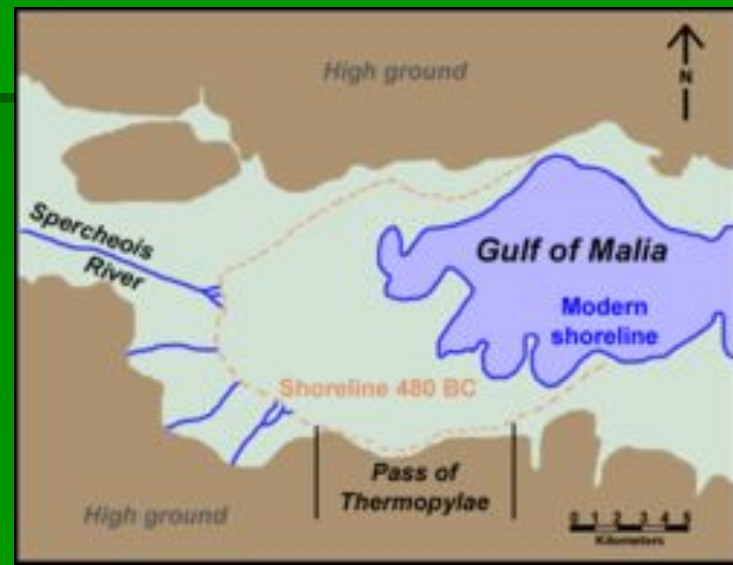 High ground
N
Spercheois
River
Gulf of Malia
Modern
shoreline
Shoreline 480 BC
Pass of
Thermopylae
High ground
0 1 2 3 4 5
Kilometers